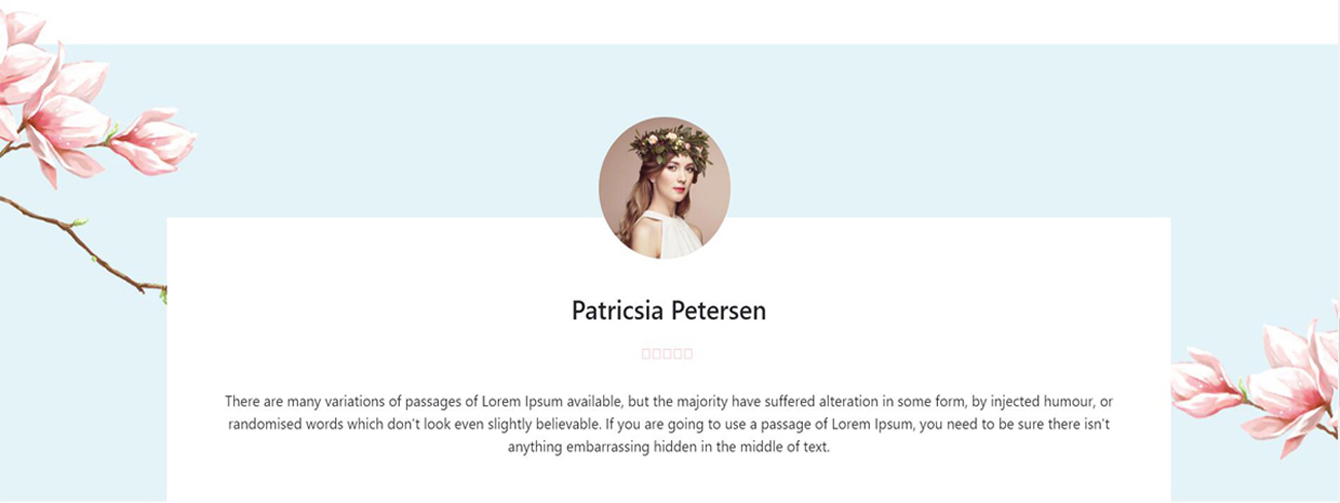 Patricsia Petersen
There are many variations of passages of Lorem Ipsum available, but the majority have suffered alteration in some form, by injected humour, or
randomised words which don't look even slightly believable. If you are going to use a passage of Lorem Ipsum, you need to be sure there isn't
anything embarrassing hidden in the middle of text.